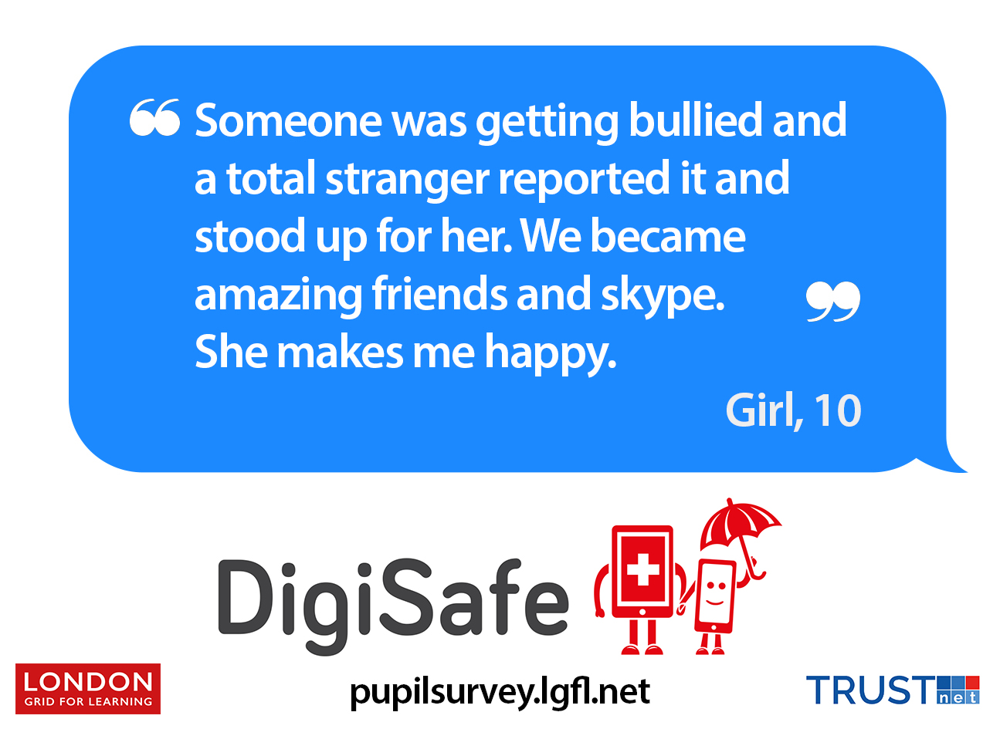 “Someone was getting bullied and
a total stranger reported it and
stood up for her. We became
amazing friends and skype.
She makes me happy.”
Girl, 10
DigiSafe
LONDON
GRID FOR LEARNING
pupilsurvey.lgfl.net
TRUSTnet